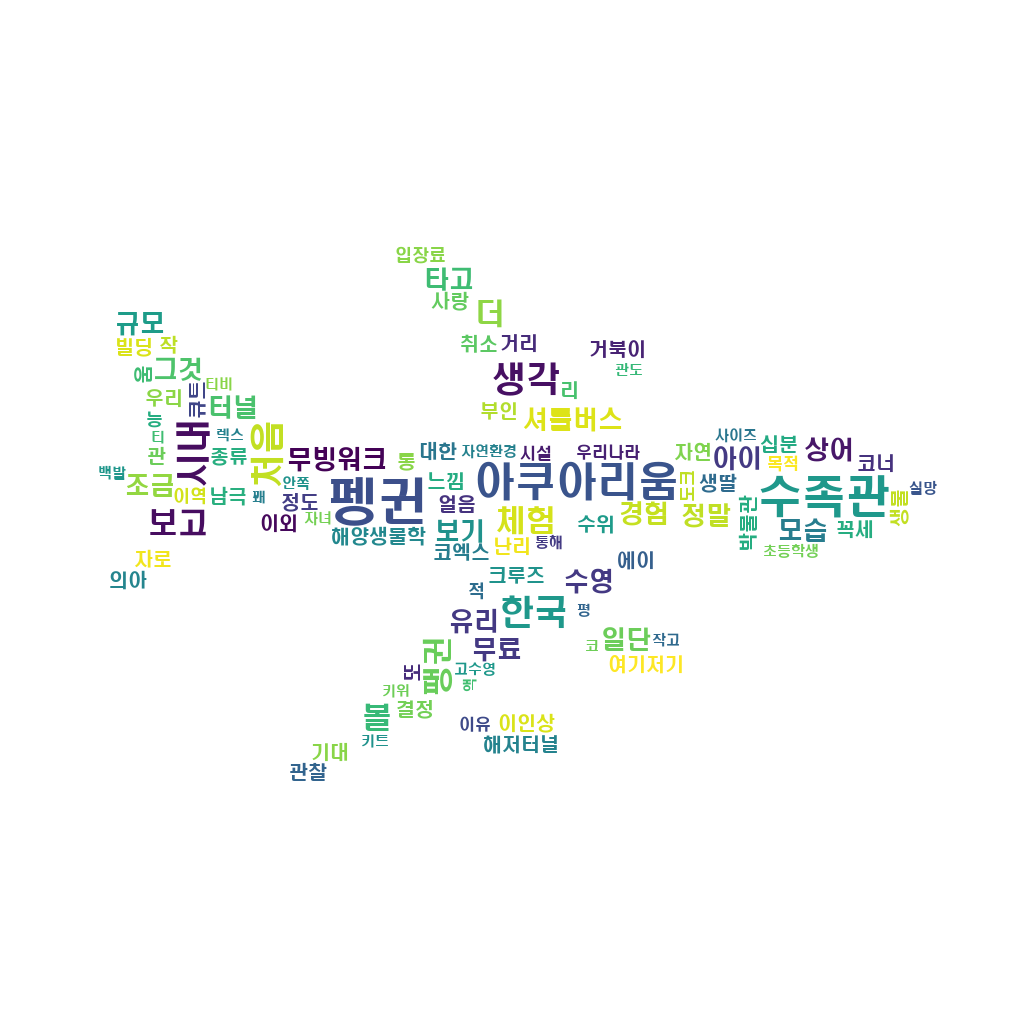 입장료
타고
사랑
더
취소
거리
거북이
관도
생각
리
부인
셔틀버스
규모
빌딩
작
그것
몸
티비
우리
터널
능
티
관
렉스
종류
시내
처음
무빙워크
통
안쪽
백발
조금
이역
남극
꽤
정도
자녀
보고
이외
펭귄
해양생물학
자로
의아
대한
자연환경
시설
우리나라
느낌
아쿠아리움
얼음
보기
체험
코엑스
난리
통해
수위
경험
정말
도크
자연
생딸
아이
사이즈
목적
십분
상어
코너
수족관
실망
생물
박물관
모습
꼭세
초등학생
에이
크루즈
수영
적
한국
평
유리
무료
코
일단
작고
여기저기
펭귄
또
고수영
키위
결정
볼
키트
이유
이인상
해저터널
기대
관찰